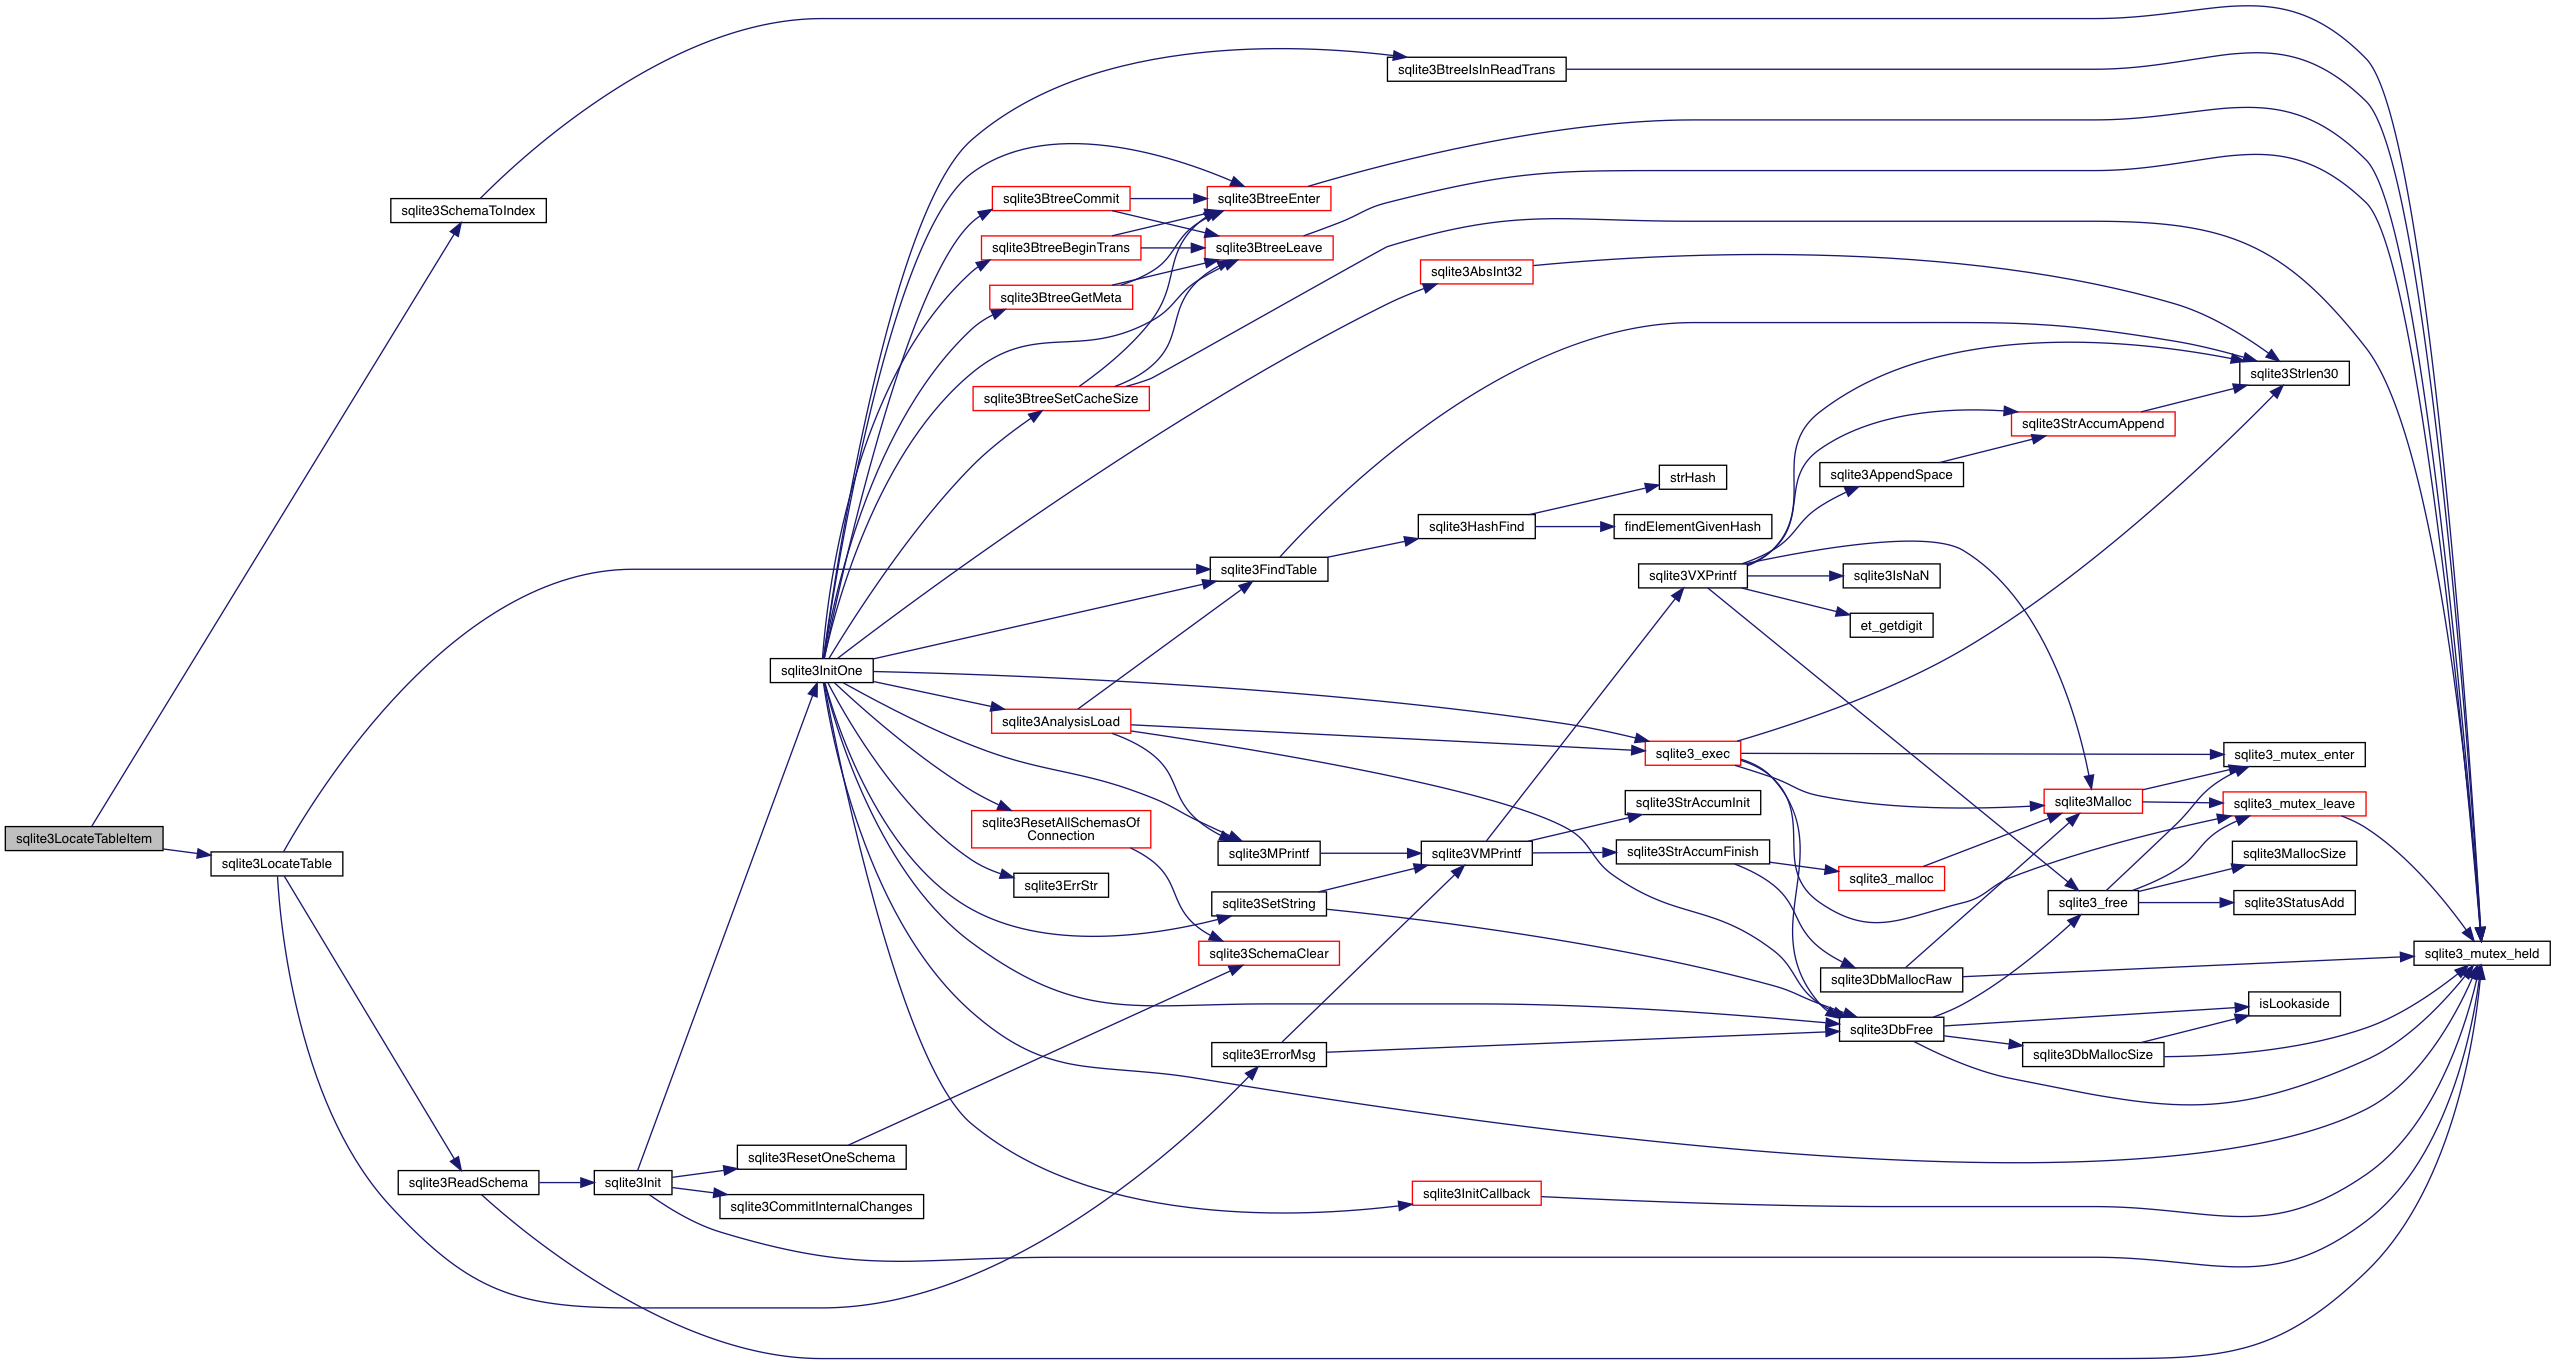 sqlite3BtreeIsInReadTrans
sqlite3SchemaToIndex
sqlite3BtreeCommit
sqlite3BtreeEnter
sqlite3BtreeBeginTrans
sqlite3BtreeLeave
sqlite3AbsInt32
sqlite3BtreeGetMeta
sqlite3Strlen30
sqlite3BtreeSetCacheSize
sqlite3StrAccumAppend
sqlite3AppendSpace
strHash
sqlite3HashFind
findElementGivenHash
sqlite3FindTable
sqlite3VXPrintf
sqlite3IsNaN
et_getdigit
sqlite3InitOne
sqlite3AnalysisLoad
sqlite3_exec
sqlite3_mutex_enter
sqlite3StrAccumInit
sqlite3Malloc
sqlite3_mutex_leave
sqlite3ResetAllSchemasOf
Connection
sqlite3LocateTableItem
sqlite3LocateTable
sqlite3MPrintf
sqlite3VMPrintf
sqlite3StrAccumFinish
sqlite3MallocSize
sqlite3ErrStr
sqlite3_malloc
sqlite3SetString
sqlite3_free
sqlite3StatusAdd
sqlite3SchemaClear
sqlite3_mutex_held
sqlite3DbMallocRaw
isLookaside
sqlite3DbFree
sqlite3ErrorMsg
sqlite3DbMallocSize
sqlite3ResetOneSchema
sqlite3ReadSchema
sqlite3Init
sqlite3InitCallback
sqlite3CommitInternalChanges